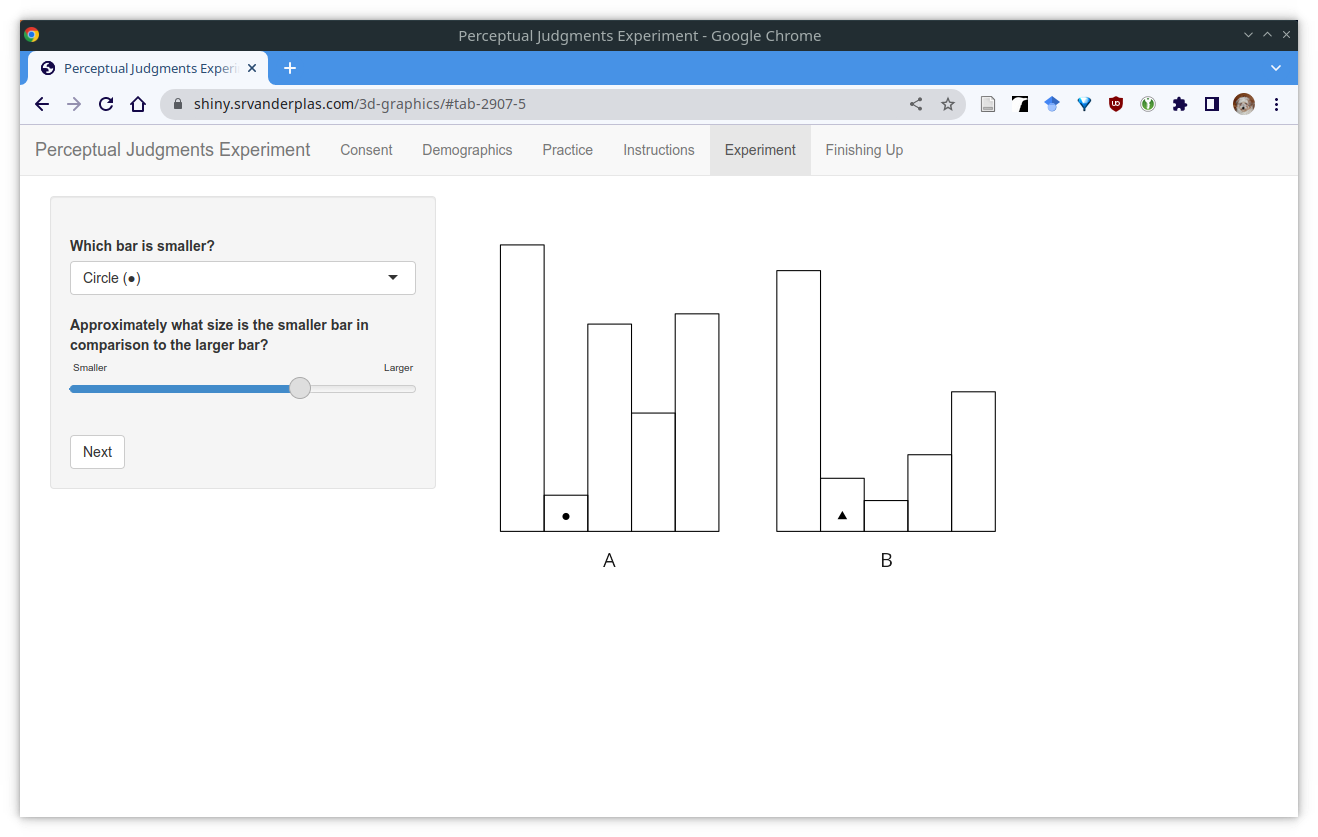 Perceptual Judgments Experiment - Google Chrome
Perceptual Judgments Experi
shiny.srvanderplas.com/3d-graphics/#tab-2907-5
Perceptual Judgments Experiment Consent Demographics Practice Instructions Experiment Finishing Up
Which bar is smaller?
Circle (●)
Approximately what size is the smaller bar in
comparison to the larger bar?
Smaller Larger
Next
A B